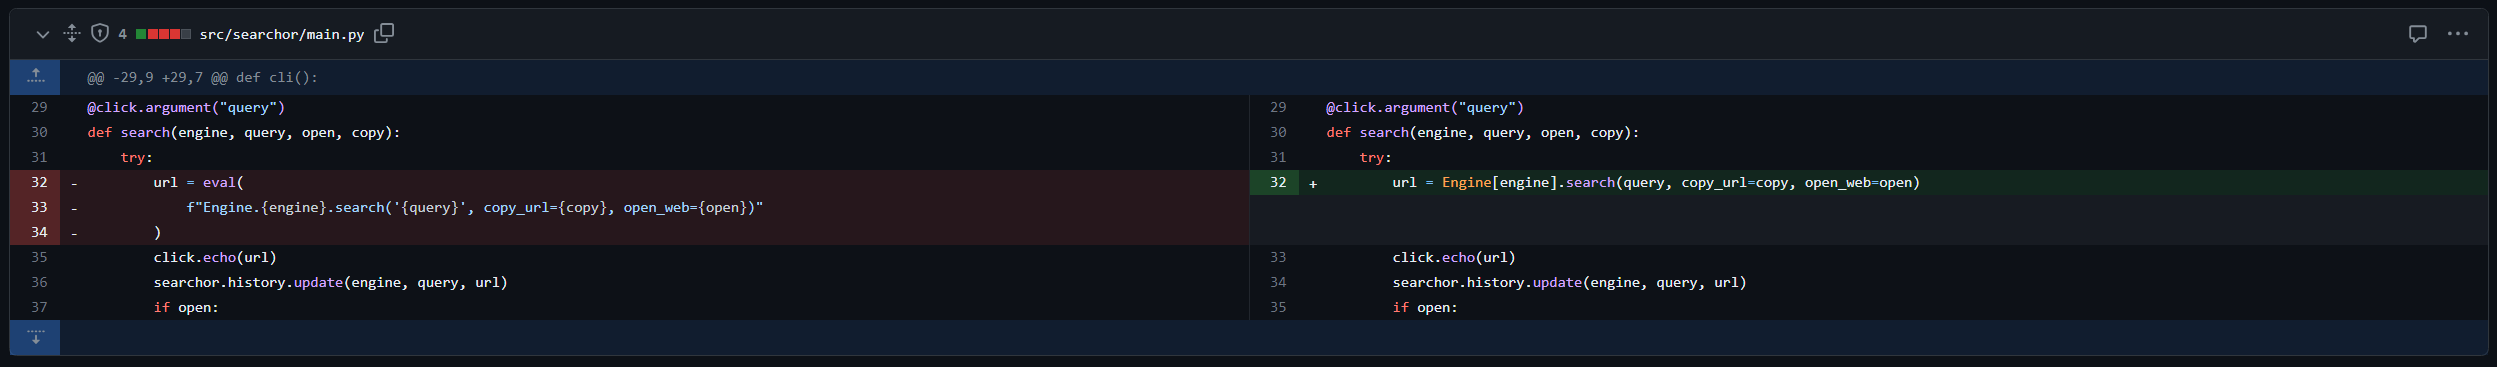 4 src/searchor/main.py
@@ -29,9 +29,7 @@ def cli():
29 @click.argument("query")
30 def search(engine, query, open, copy):
31 try:
32 - url = eval(
33 - f"Engine.{engine}.search('{query}', copy_url={copy}, open_web={open})"
34 - )
35 click.echo(url)
36 searchor.history.update(engine, query, url)
37 if open:
29 @click.argument("query")
30 def search(engine, query, open, copy):
31 try:
32 + url = Engine[engine].search(query, copy_url=copy, open_web=open)
33 click.echo(url)
34 searchor.history.update(engine, query, url)
35 if open: